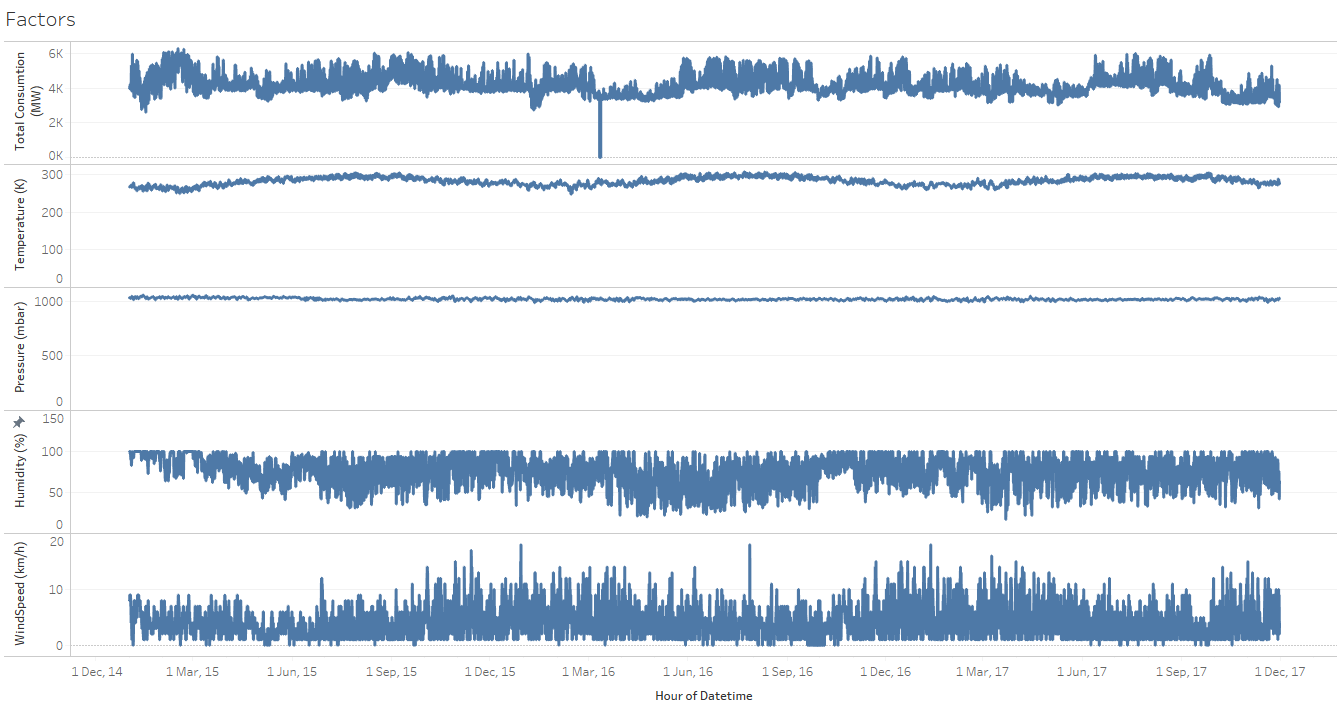 Factors
Total Consumtion
(MW)
6K
4K
2K
0K
Temperature (K)
300
200
100
0
Pressure (mbar)
1000
500
0
Humidity (%)
150
100
50
0
WindSpeed (km/h)
20
10
0
1 Dec, 14 1 Mar, 15 1 Jun, 15 1 Sep, 15 1 Dec, 15 1 Mar, 16 1 Jun, 16 1 Sep, 16 1 Dec, 16 1 Mar, 17 1 Jun, 17 1 Sep, 17 1 Dec, 17
Hour of Datetime